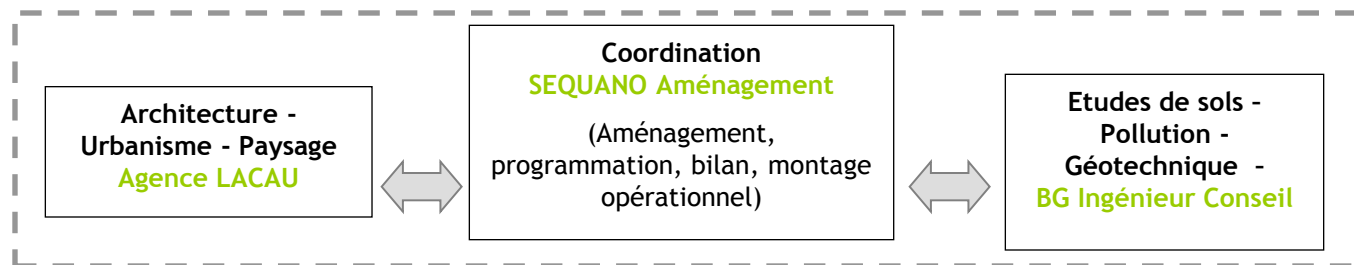 Architecture -
Urbanisme - Paysage
Agence LACAU
Coordination
SEQUANO Aménagement
(Aménagement,
programmation, bilan, montage
opérationnel)
Etudes de sols –
Pollution -
Géotechnique –
BG Ingénieur Conseil